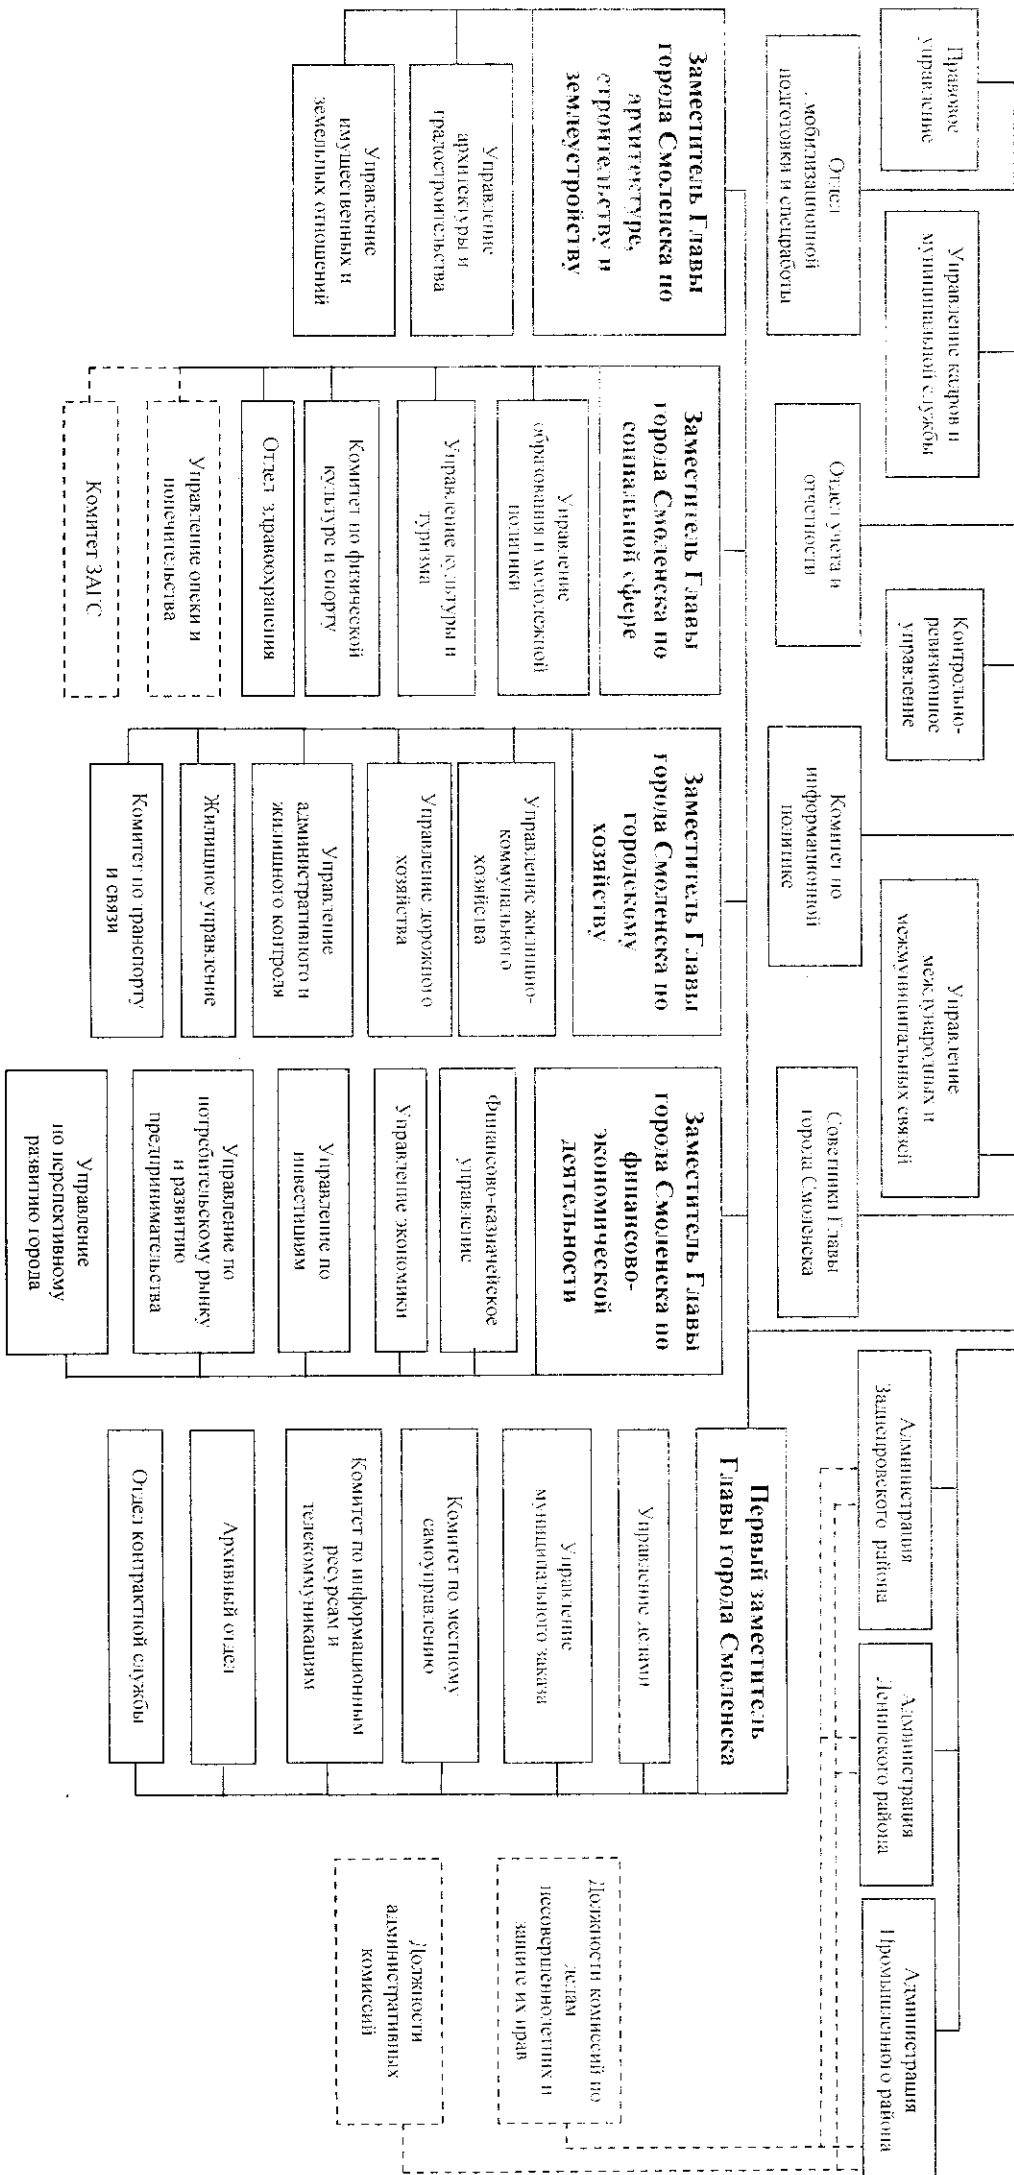 Правовое
управление
Управление кадров и
муниципальной службы
Контрольно-
ревизионное
управление
Управление
международных и
межмуниципальных связей
Отдел
мобилизационной
подготовки и спецработы
Отдел учета и
отчетности
Комитет по
информационной
политике
Советники Главы
города Смоленска
Администрация
Заднепровского района
Администрация
Ленинского района
Администрация
Промышленного района
Заместитель Главы
города Смоленска по
архитектуре,
строительству и
землеустройству
Управление
архитектуры и
градостроительства
Управление
имущественных и
земельных отношений
Заместитель Главы
города Смоленска по
социальной сфере
Управление
образования и молодежной
политики
Управление культуры и
туризма
Комитет по физической
культуре и спорту
Отдел здравоохранения
Управление опеки и
попечительства
Комитет ЗАГС
Заместитель Главы
города Смоленска по
городскому
хозяйству
Управление жилищно-
коммунального
хозяйства
Управление дорожного
хозяйства
Управление
административного и
жилищного контроля
Жилищное управление
Комитет по транспорту
и связи
Заместитель Главы
города Смоленска по
финансово-
экономической
деятельности
Финансово-казначейское
управление
Управление экономики
Управление по
инвестициям
Управление по
потребительскому рынку
и развитию
предпринимательства
Управление
по перспективному
развитию города
Первый заместитель
Главы города Смоленска
Управление делами
Управление
муниципального заказа
Комитет по местному
самоуправлению
Комитет по информационным
ресурсам и
телекоммуникациям
Архивный отдел
Отдел контрактной службы
Должности комиссий по
делам
несовершеннолетних и
защите их прав
Должности
административных
комиссий